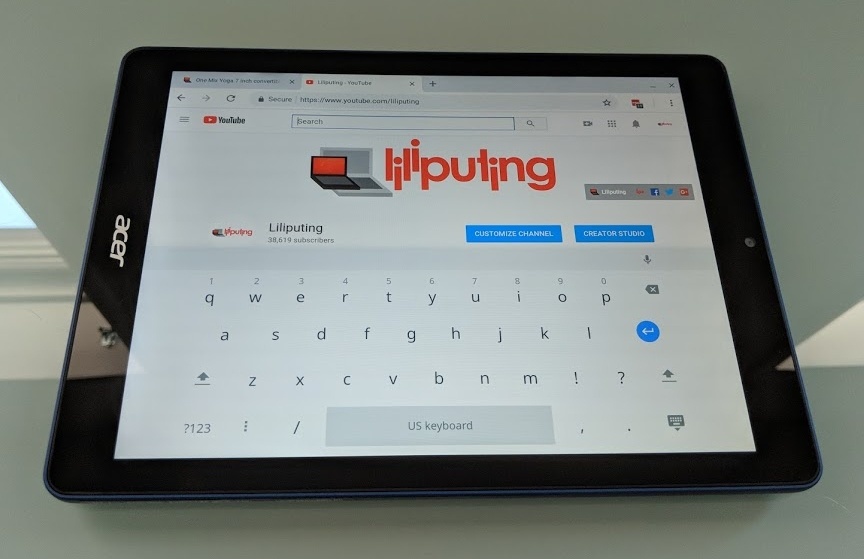 One Mix Yoga 7 inch convertib
Liliputing - YouTube
Secure
https://www.youtube.com/liliputing
YouTube
Search
liliputing
Liliputing
liliputing
Liliputing
38,619 subscribers
CUSTOMIZE CHANNEL
CREATOR STUDIO
acer
1 2 3 4 5 6 7 8 9 0
q w e r t y u i o p
a s d f g h j k l
z x c v b n m ! ?
?123 / US keyboard , .